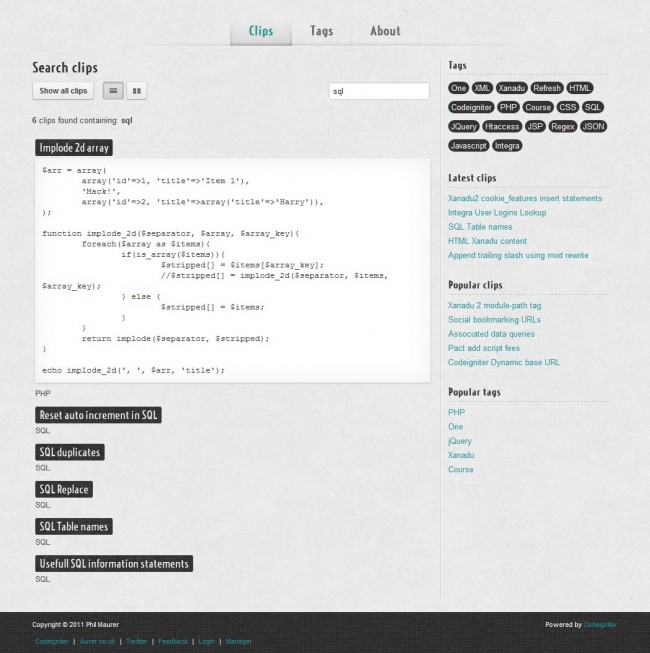 Clips Tags About
Search clips
Show all clips
sql
6 clips found containing: sql
Implode 2d array
$arr = array(
array('id'=>1, 'title'=>'Item 1'),
'Hack!',
array('id'=>2, 'title'=>array('title'=>'Harry')),
);
function implode_2d($separator, $array, $array_key){
foreach($array as $items){
if(is_array($items)){
$stripped[] = $items[$array_key];
//$stripped[] = implode_2d($separator, $items,
$array_key);
} else {
$stripped[] = $items;
}
}
return implode($separator, $stripped);
}
echo implode_2d(', ', $arr, 'title');
PHP
Reset auto increment in SQL
SQL
SQL duplicates
SQL
SQL Replace
SQL
SQL Table names
SQL
Usefull SQL information statements
SQL
Tags
One XML Xanadu Refresh HTML
Codeigniter PHP Course CSS SQL
JQuery Htaccess JSP Regex JSON
Javascript Integra
Latest clips
Xanadu2 cookie_features insert statements
Integra User Logins Lookup
SQL Table names
HTML Xanadu content
Append trailing slash using mod rewrite
Popular clips
Xanadu 2 module-path tag
Social bookmarking URLs
Associated data queries
Pact add script fees
Codeigniter Dynamic base URL
Popular tags
PHP
One
jQuery
Xanadu
Course
Copyright © 2011 Phil Maurer
Powered by Codeigniter
Codeigniter | Aurer.co.uk | Twitter | Feedback | Login | Manager